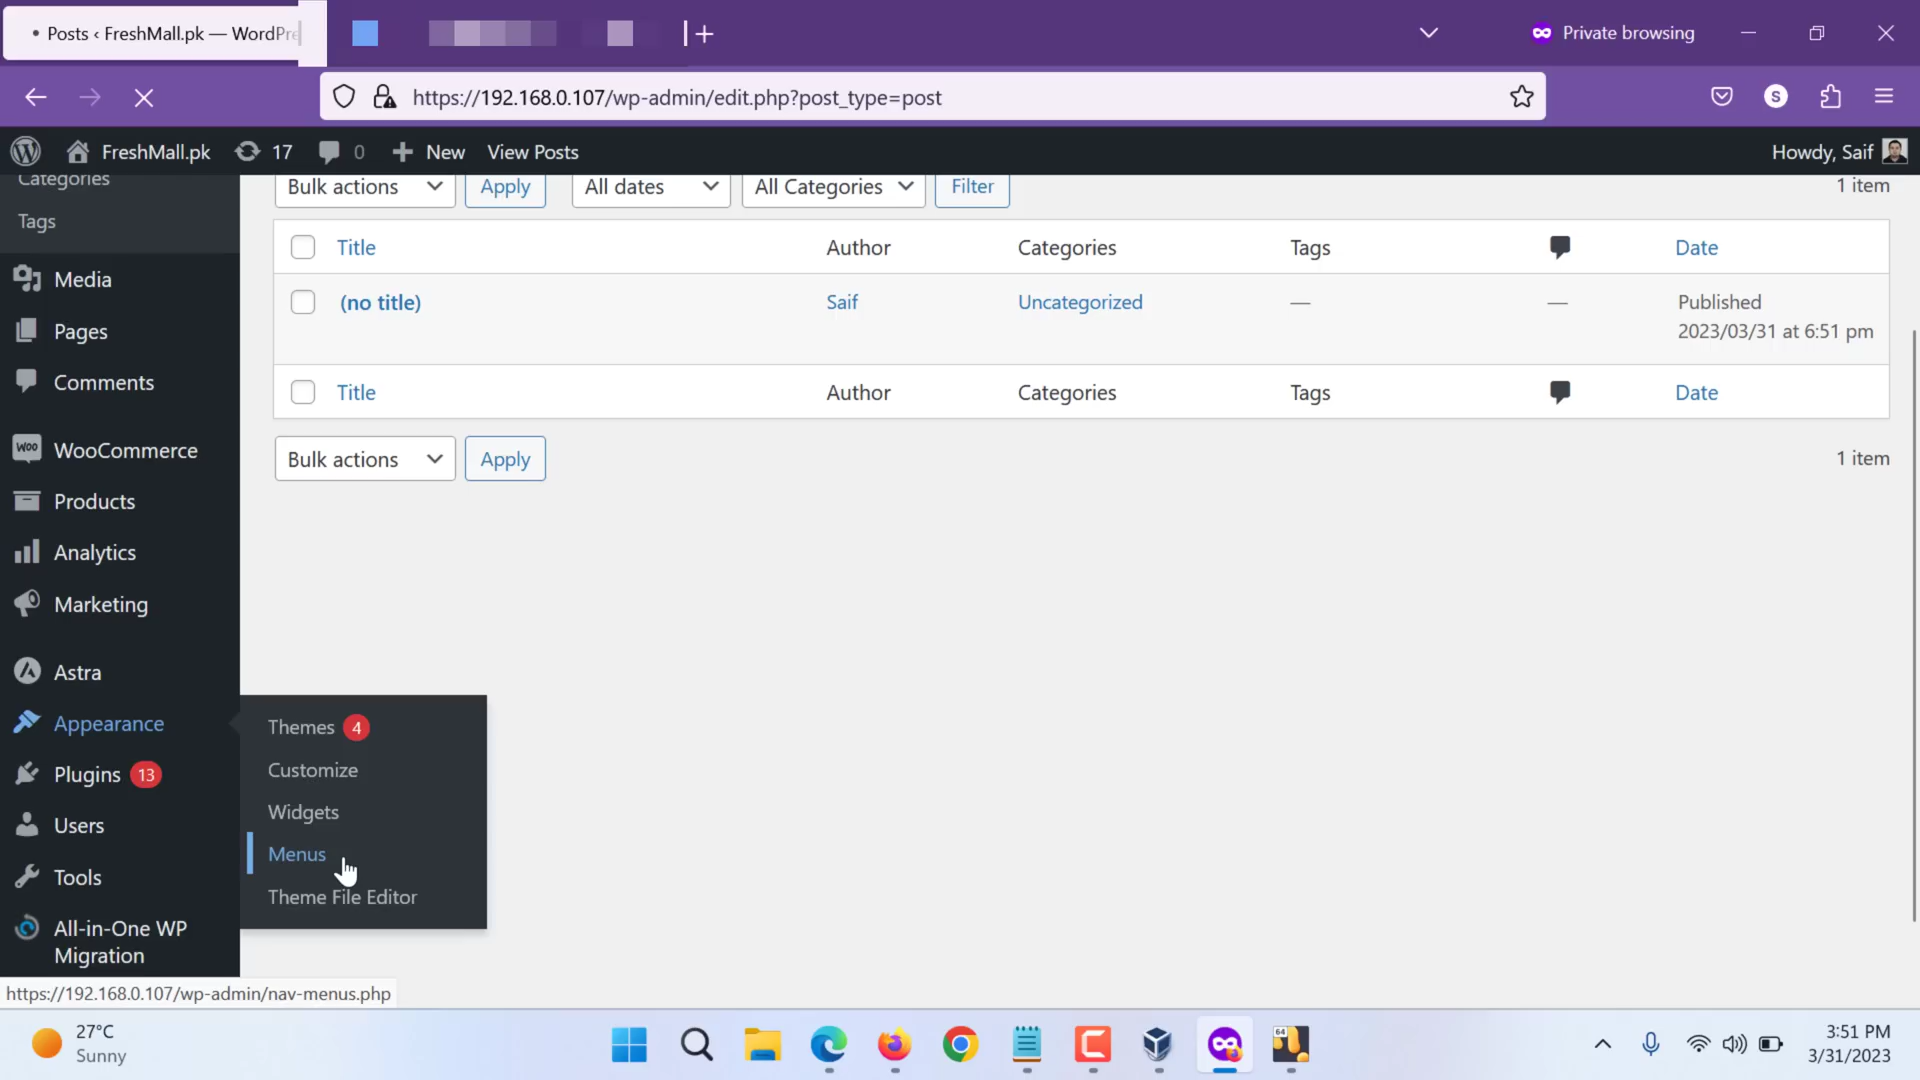 • Posts ‹ FreshMall.pk — WordPre
Private browsing
https://192.168.0.107/wp-admin/edit.php?post_type=post
S
FreshMall.pk
17
0
New
View Posts
Howdy, Saif
Categories
Tags
Media
Pages
Comments
WooCommerce
Products
Analytics
Marketing
Astra
Appearance
Plugins 13
Users
Tools
All-in-One WP
Migration
Bulk actions
Apply
All dates
All Categories
Filter
1 item
Title
Author
Categories
Tags
Date
(no title)
Saif
Uncategorized
—
—
Published
2023/03/31 at 6:51 pm
Title
Author
Categories
Tags
Date
Bulk actions
Apply
1 item
Themes 4
Customize
Widgets
Menus
Theme File Editor
https://192.168.0.107/wp-admin/nav-menus.php
27°C
Sunny
64
3:51 PM
3/31/2023